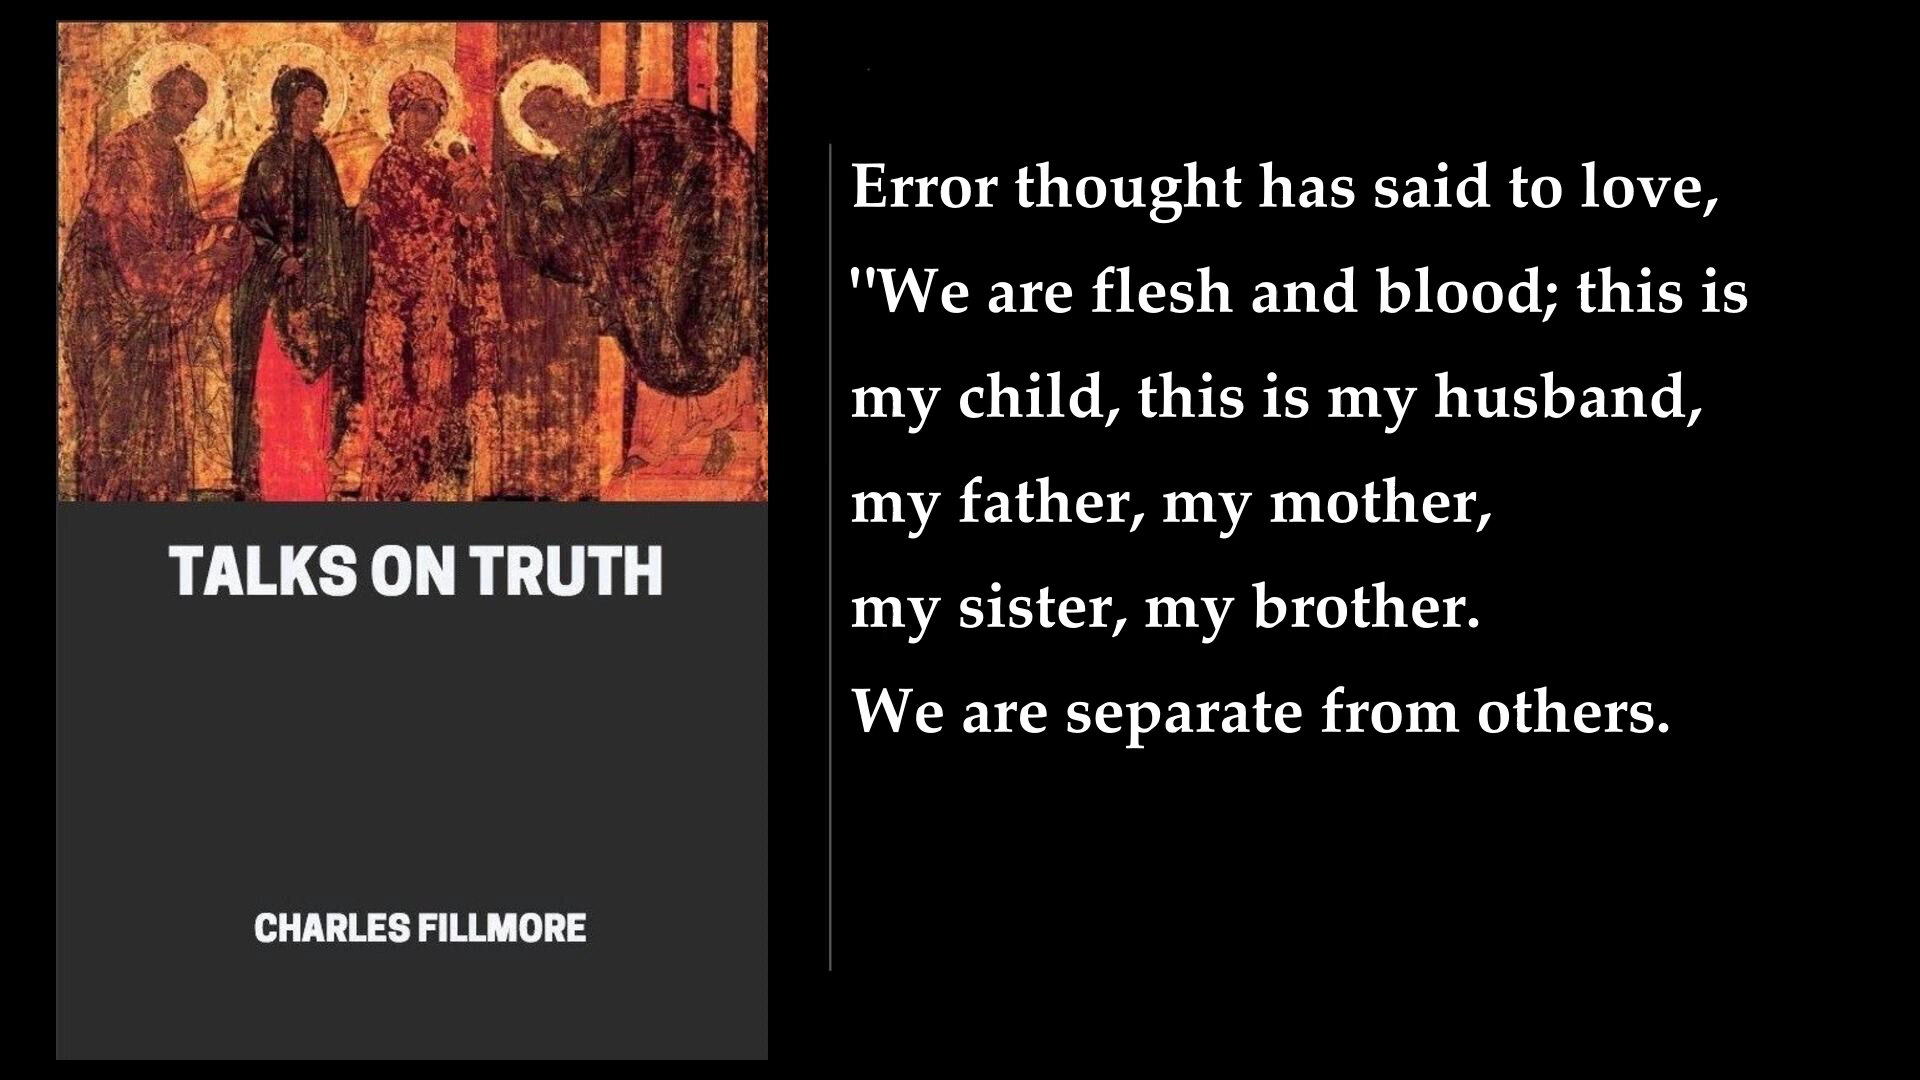 TALKS ON TRUTH
CHARLES FILLMORE
Error thought has said to love,
"We are flesh and blood; this is
my child, this is my husband,
my father, my mother,
my sister, my brother.
We are separate from others.